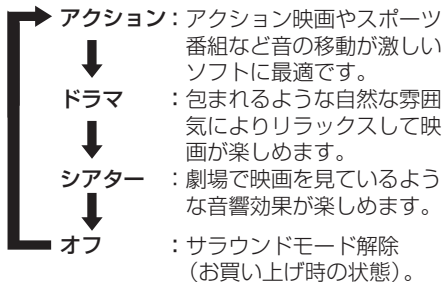 アクション：アクション映画やスポーツ
番組など音の移動が激しい
ソフトに最適です。
ドラマ　：包まれるような自然な雰囲
気によりリラックスして映
画が楽しめます。
シアター　：劇場で映画を見ているよう
な音響効果が楽しめます。
オフ　：サラウンドモード解除
（お買い上げ時の状態）。